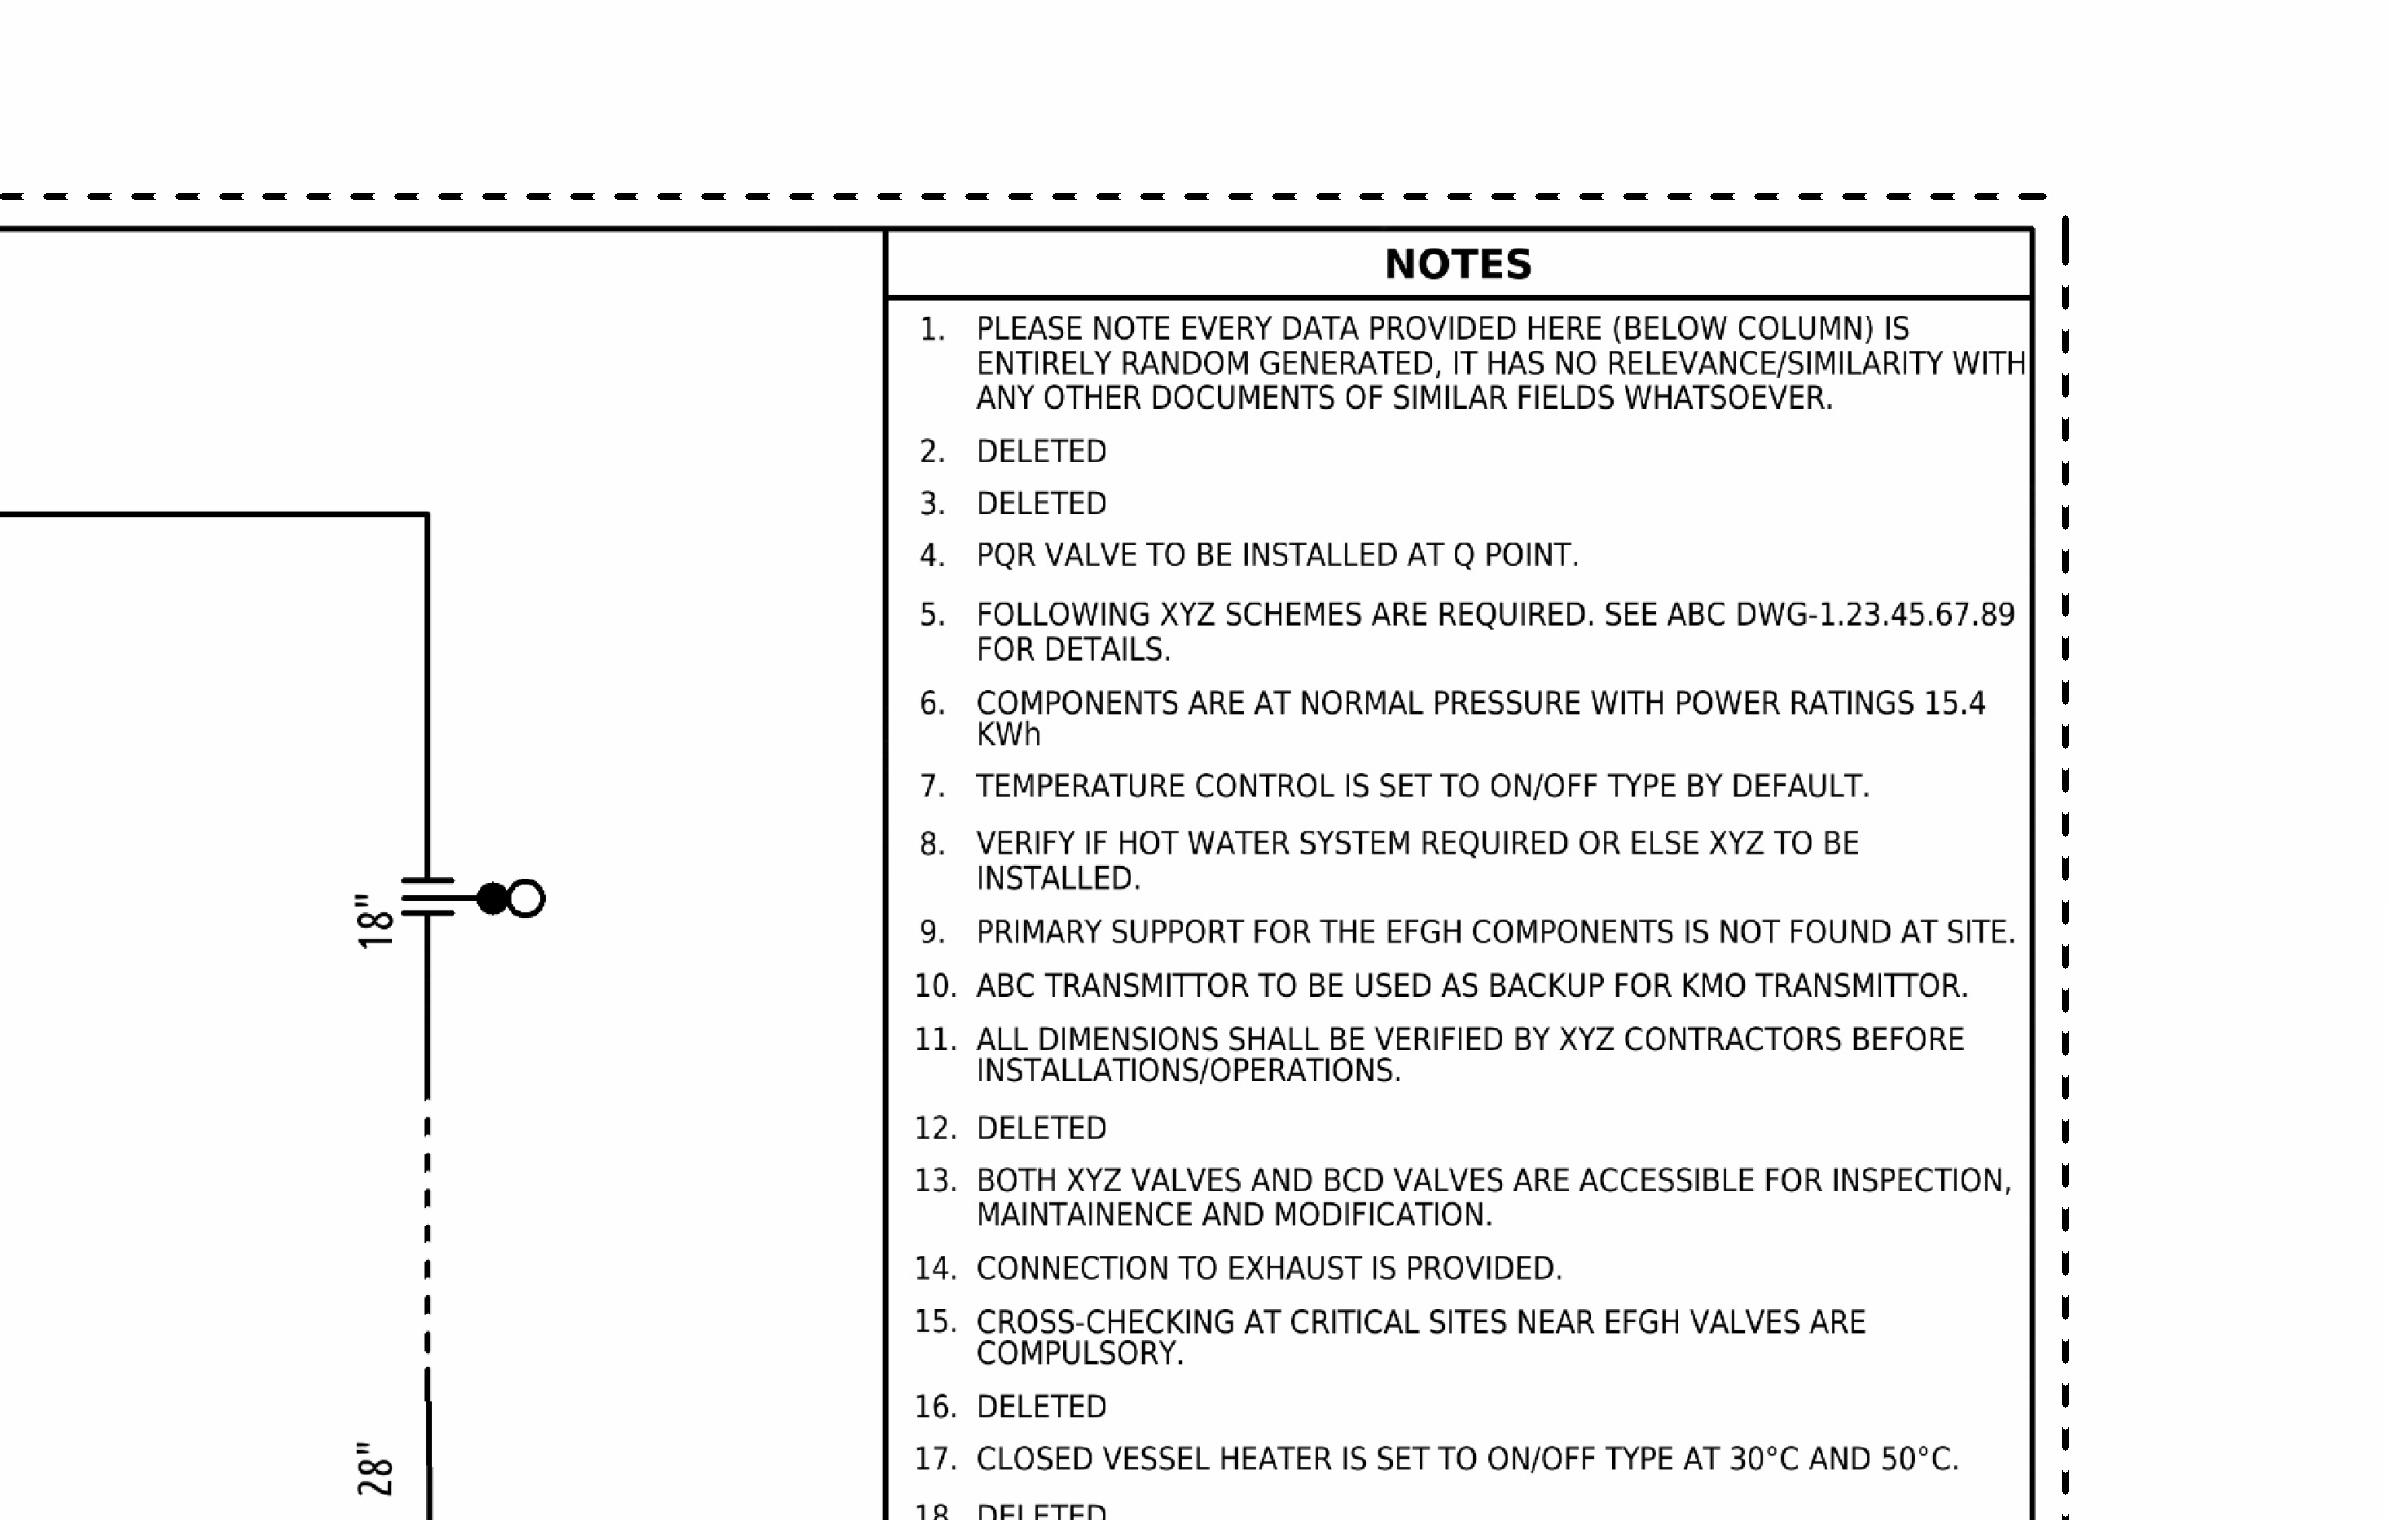 NOTES
1. PLEASE NOTE EVERY DATA PROVIDED HERE (BELOW COLUMN) IS
ENTIRELY RANDOM GENERATED, IT HAS NO RELEVANCE/SIMILARITY WITH
ANY OTHER DOCUMENTS OF SIMILAR FIELDS WHATSOEVER.
2. DELETED
3. DELETED
4. PQR VALVE TO BE INSTALLED AT Q POINT.
5. FOLLOWING XYZ SCHEMES ARE REQUIRED. SEE ABC DWG-1.23.45.67.89
FOR DETAILS.
6. COMPONENTS ARE AT NORMAL PRESSURE WITH POWER RATINGS 15.4
KWh
7. TEMPERATURE CONTROL IS SET TO ON/OFF TYPE BY DEFAULT.
8. VERIFY IF HOT WATER SYSTEM REQUIRED OR ELSE XYZ TO BE
INSTALLED.
9. PRIMARY SUPPORT FOR THE EFGH COMPONENTS IS NOT FOUND AT SITE.
10. ABC TRANSMITTOR TO BE USED AS BACKUP FOR KMO TRANSMITTOR.
11. ALL DIMENSIONS SHALL BE VERIFIED BY XYZ CONTRACTORS BEFORE
INSTALLATIONS/OPERATIONS.
12. DELETED
13. BOTH XYZ VALVES AND BCD VALVES ARE ACCESSIBLE FOR INSPECTION,
MAINTAINENCE AND MODIFICATION.
14. CONNECTION TO EXHAUST IS PROVIDED.
15. CROSS-CHECKING AT CRITICAL SITES NEAR EFGH VALVES ARE
COMPULSORY.
16. DELETED
17. CLOSED VESSEL HEATER IS SET TO ON/OFF TYPE AT 30°C AND 50°C.
18. DELETED
18"
28"